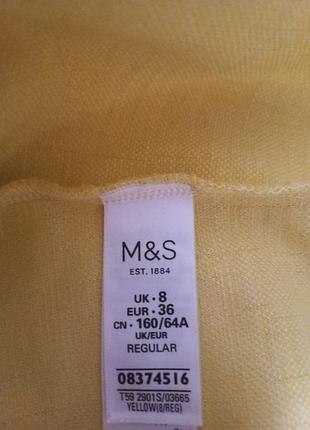 M&S
EST. 1884
UK • 8
EUR • 36
CN • 160/64A
UK/EUR
REGULAR
08374516
T59 2901S/03665
YELLOW(8/REG)